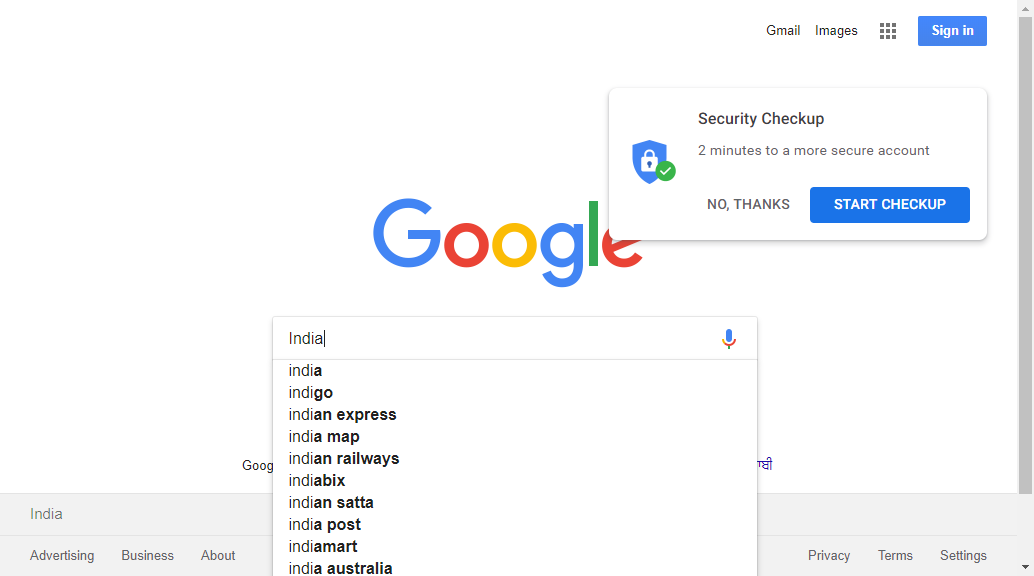 Gmail Images Sign in
Security Checkup
2 minutes to a more secure account
NO, THANKS START CHECKUP
Google
India
india
indigo
indian express
india map
indian railways
indiabix
indian satta
india post
indiamart
india australia
India
Advertising Business About Privacy Terms Settings